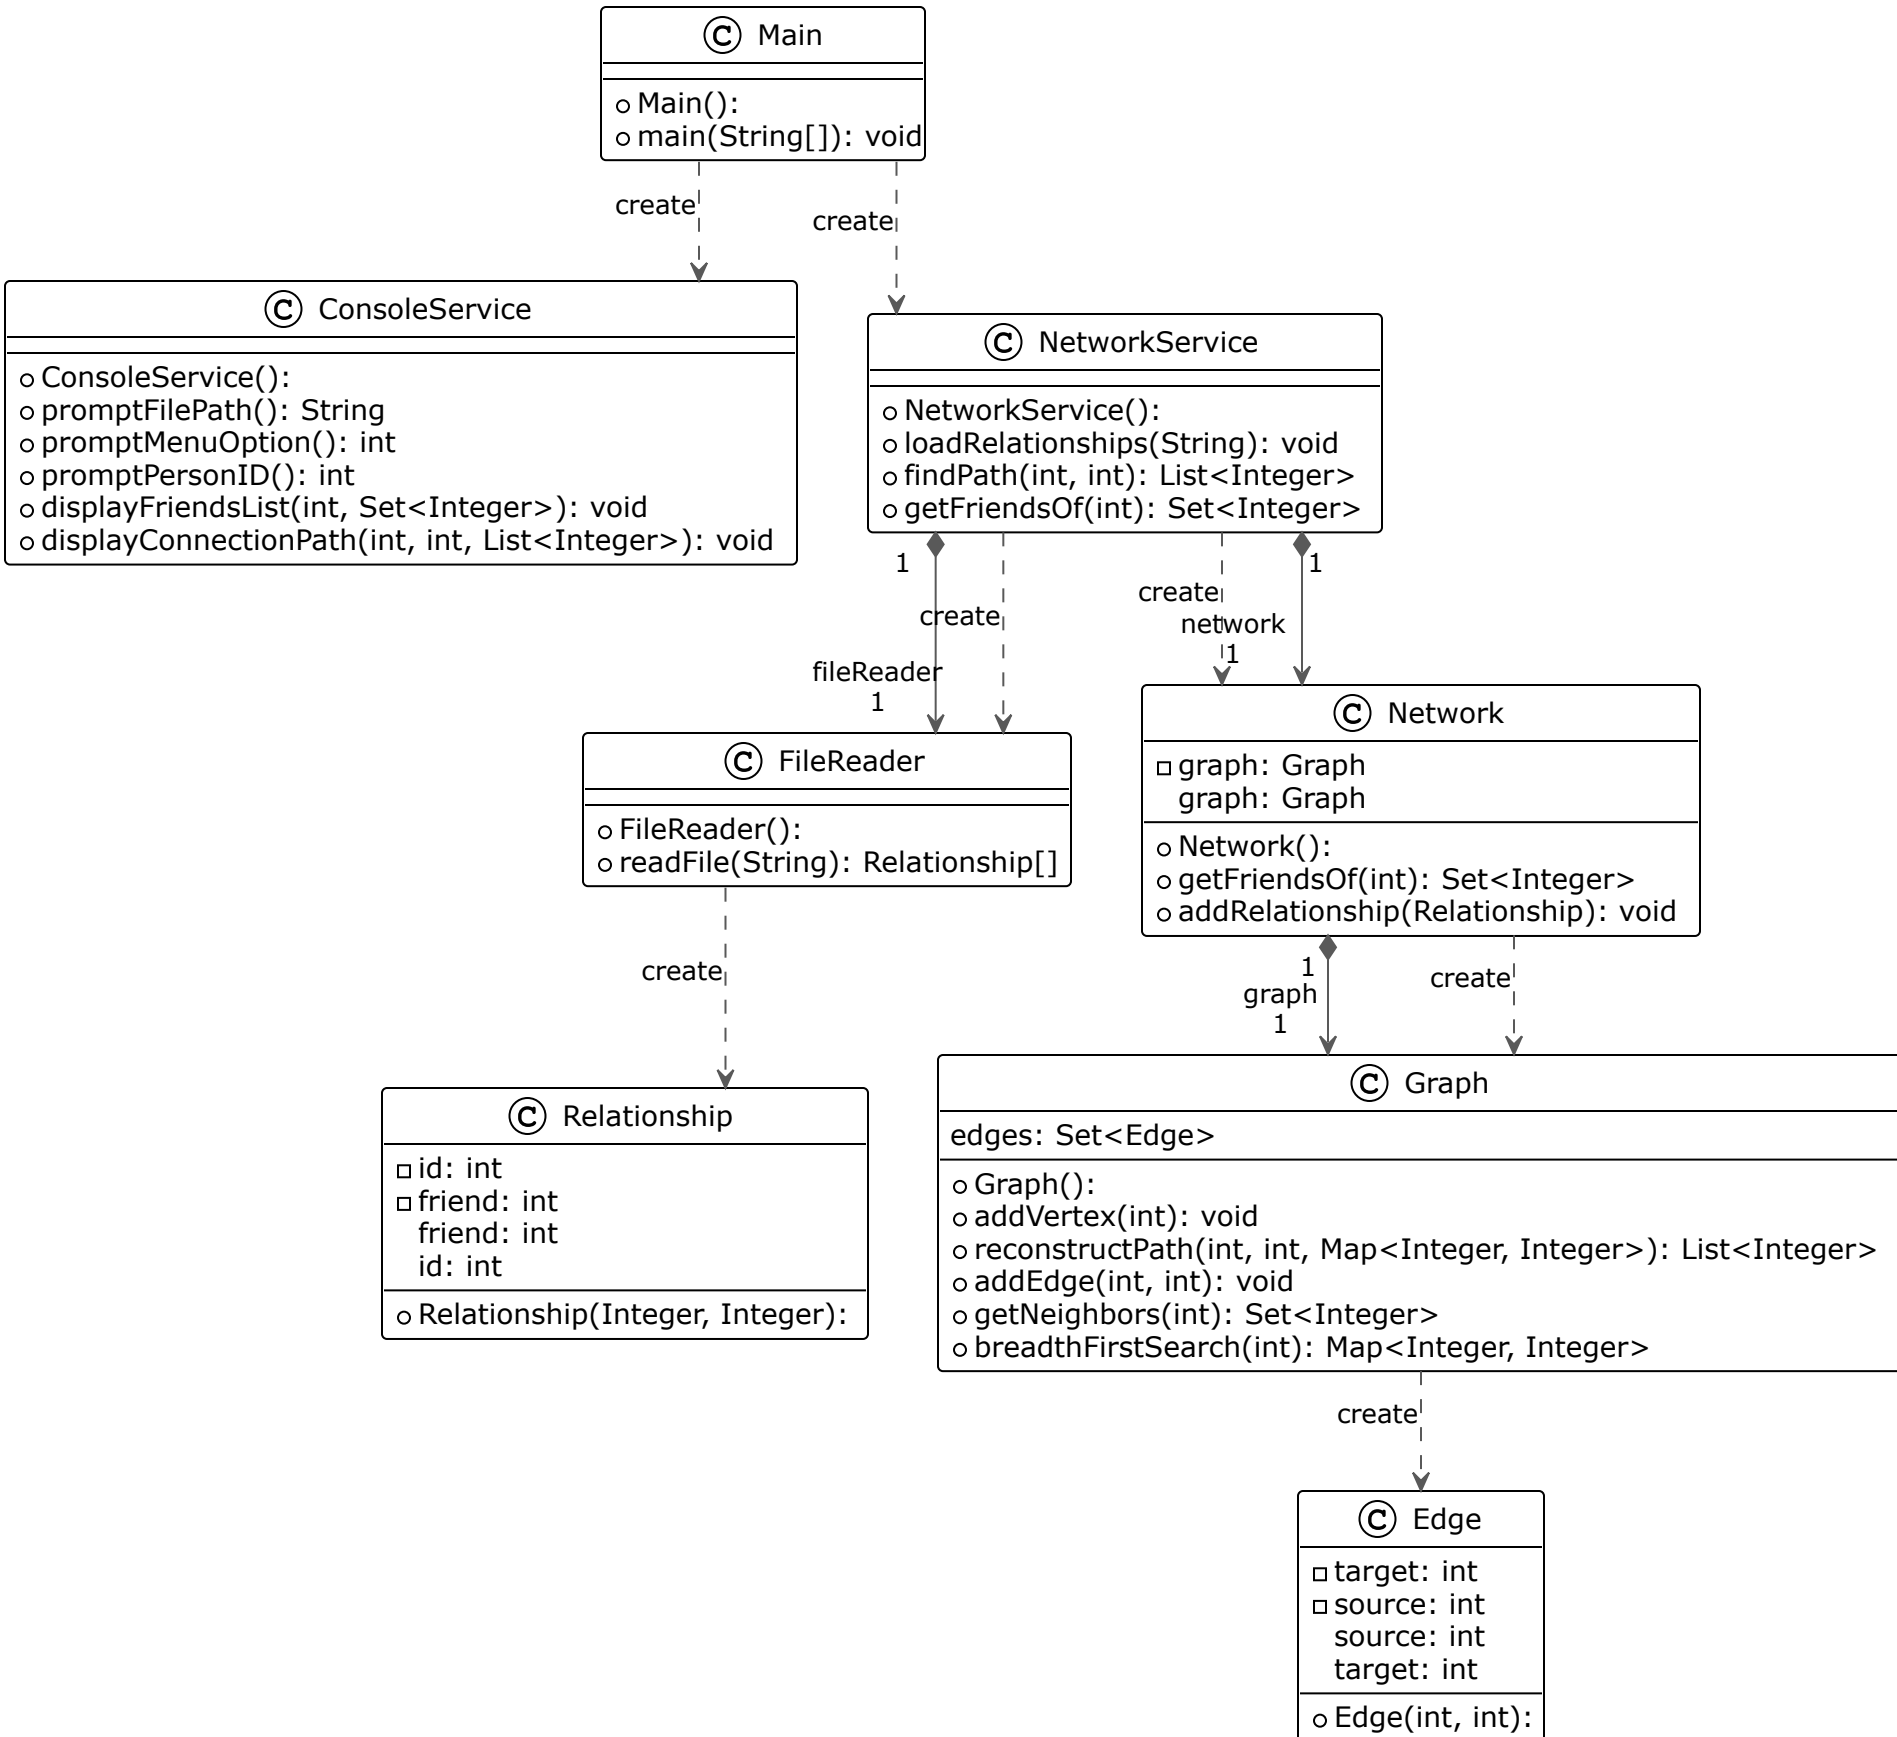 C Main
Main():
main(String[]): void
create
create
C ConsoleService
ConsoleService():
promptFilePath(): String
promptMenuOption(): int
promptPersonID(): int
displayFriendsList(int, Set<Integer>): void
displayConnectionPath(int, int, List<Integer>): void
C NetworkService
NetworkService():
loadRelationships(String): void
findPath(int, int): List<Integer>
getFriendsOf(int): Set<Integer>
1
create
fileReader
1
create
1
network
1
C FileReader
FileReader():
readFile(String): Relationship[]
C Network
graph: Graph
graph: Graph
Network():
getFriendsOf(int): Set<Integer>
addRelationship(Relationship): void
create
1
graph
1
create
C Relationship
id: int
friend: int
friend: int
id: int
Relationship(Integer, Integer):
C Graph
edges: Set<Edge>
Graph():
addVertex(int): void
reconstructPath(int, int, Map<Integer, Integer>): List<Integer>
addEdge(int, int): void
getNeighbors(int): Set<Integer>
breadthFirstSearch(int): Map<Integer, Integer>
create
C Edge
target: int
source: int
source: int
target: int
Edge(int, int):